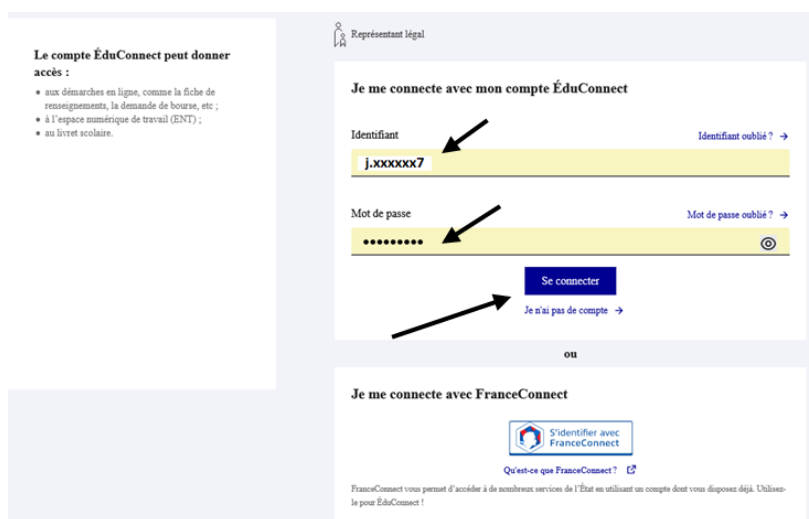 Le compte ÉduConnect peut donner
accès :
aux démarches en ligne, comme la fiche de
renseignements, la demande de bourse, etc ;
à l'espace numérique de travail (ENT) ;
au livret scolaire.
Représentant légal
Je me connecte avec mon compte ÉduConnect
Identifiant
Identifiant oublié ?
j.xxxxxx7
Mot de passe
Mot de passe oublié ?
•••••••••
Se connecter
Je n'ai pas de compte
ou
Je me connecte avec FranceConnect
S'identifier avec
FranceConnect
Qu'est-ce que FranceConnect ?
FranceConnect vous permet d'accéder à de nombreux services de l'État en utilisant un compte dont vous disposez déjà. Utilisez-
le pour ÉduConnect !